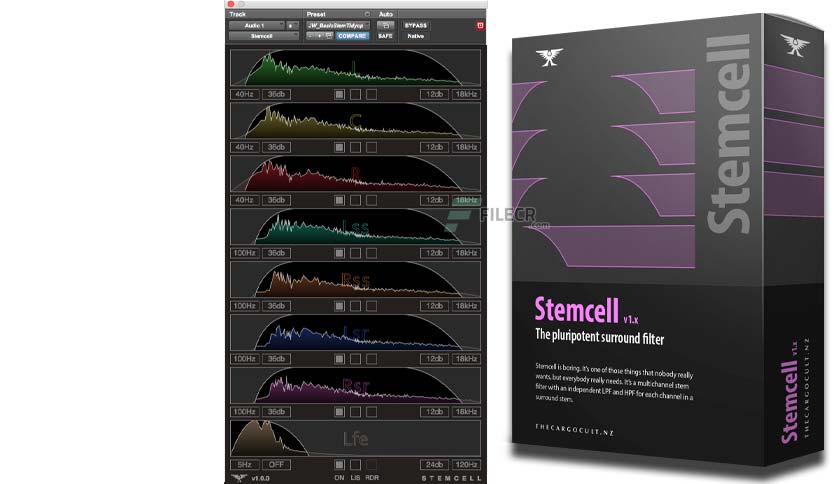 Track
Preset
Auto
Audio 1
JW_BasicStemTidyup
BYPASS
Stemcell
COMPARE
SAFE
Native
L
40Hz
36db
12db
18kHz
C
40Hz
36db
12db
18kHz
R
40Hz
36db
12db
18kHz
Lss
100Hz
36db
12db
18kHz
Rss
100Hz
36db
12db
18kHz
Lsr
100Hz
36db
12db
18kHz
Rsr
100Hz
36db
12db
18kHz
Lfe
5Hz
OFF
24db
120Hz
v1.0.0
ON LIS RDR
STEMCELL
FILECR
.com
Stemcell
Stemcell v1.x
The pluripotent surround filter
Stemcell is boring. It's one of those things that nobody really
wants, but everybody really needs. It's a multi channel stem
filter with an independent LPF and HPF for each channel in a
surround stem.
THECARGOCULT.NZ
Stemcell v1.x
THECARGOCULT.NZ